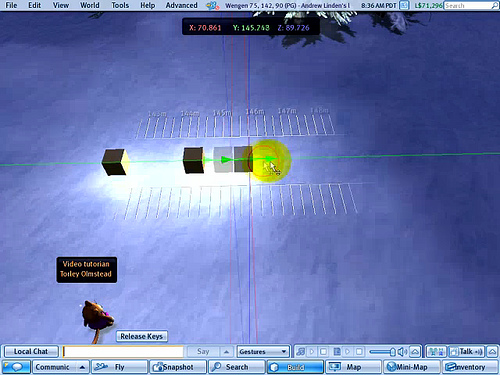 File Edit View World Tools Help Advanced Wengen 75, 142, 90 (PG) - Andrew Linden's l 8:36 AM PDT L$71,296 Search
X: 70.861 Y: 145.743 Z: 89.726
143m 144m 145m 146m 147m 148m
Video tutorian
Torley Olmstead
Release Keys
Local Chat Say Gestures Talk
Communic Fly Snapshot Search Build Map Mini-Map Inventory